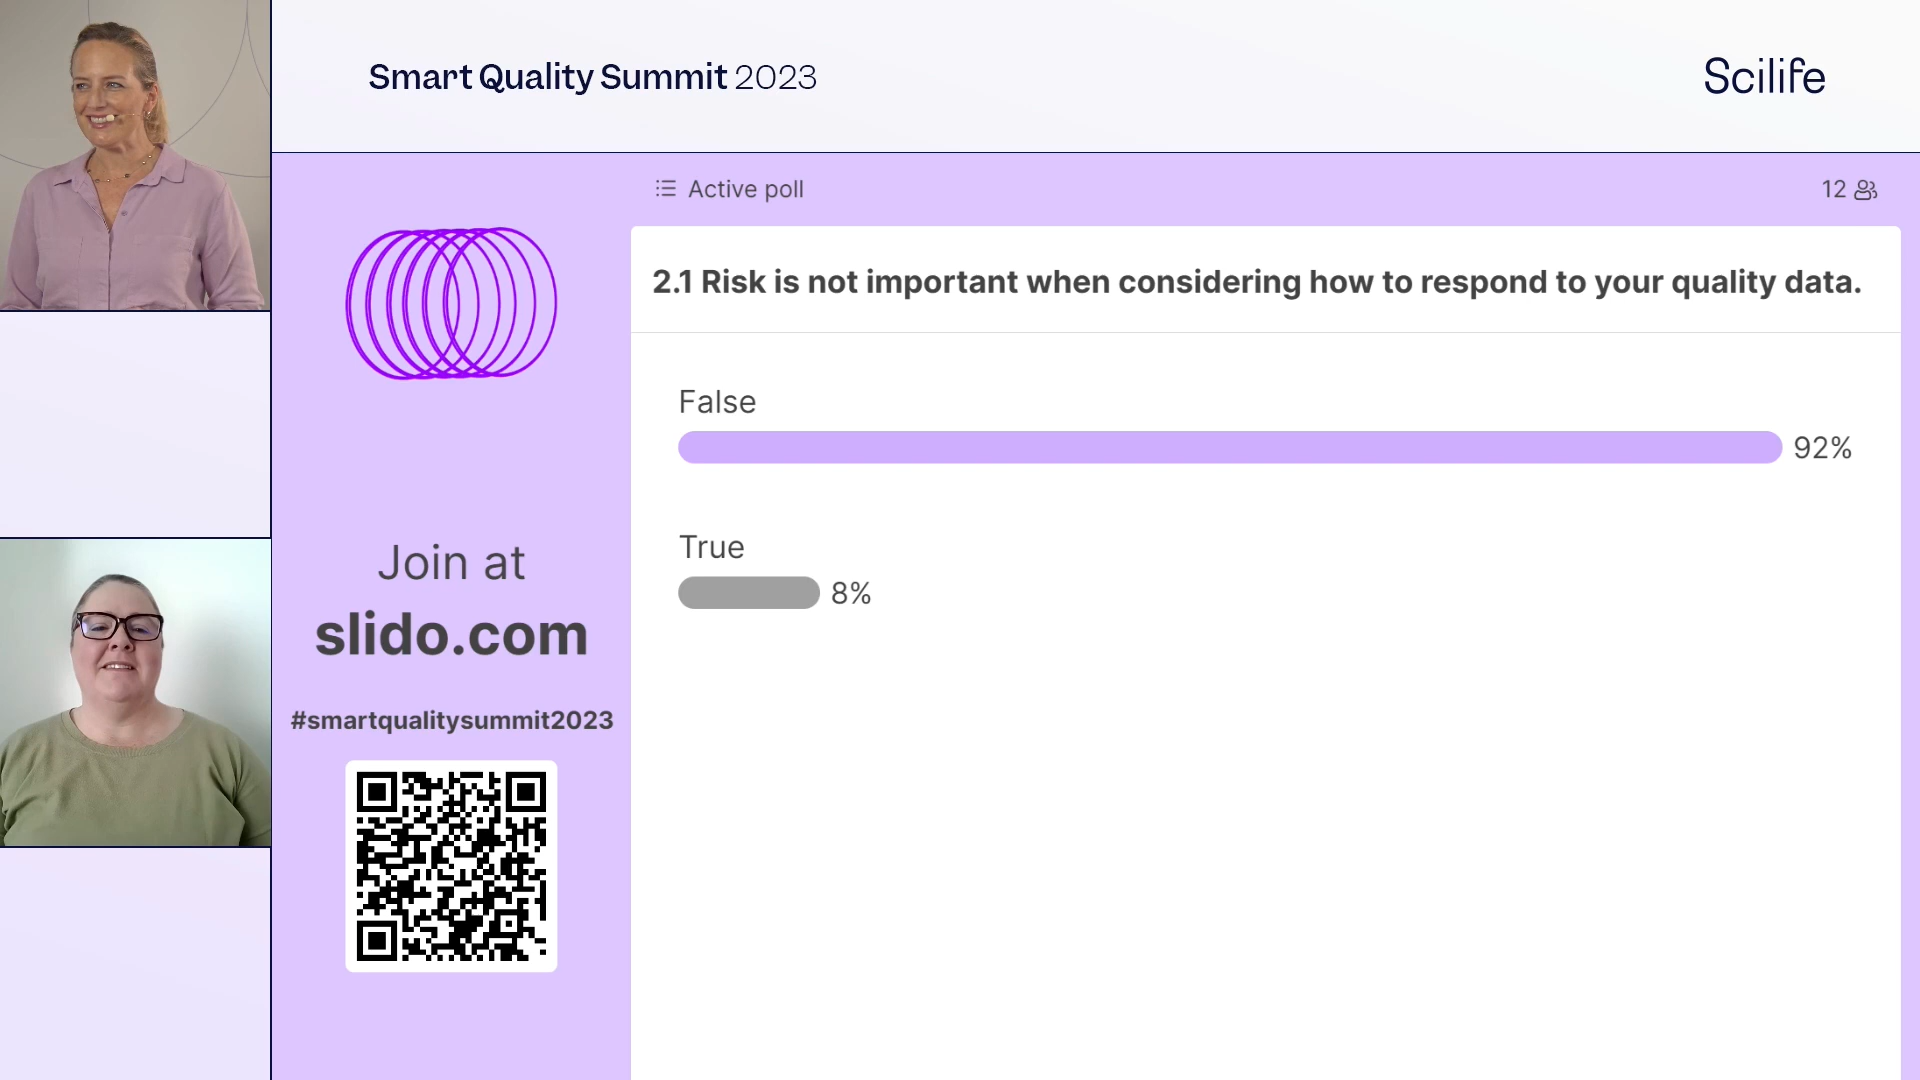 Smart Quality Summit 2023
Scilife
Active poll
12
2.1 Risk is not important when considering how to respond to your quality data.
False
92%
True
8%
Join at
slido.com
#smartqualitysummit2023